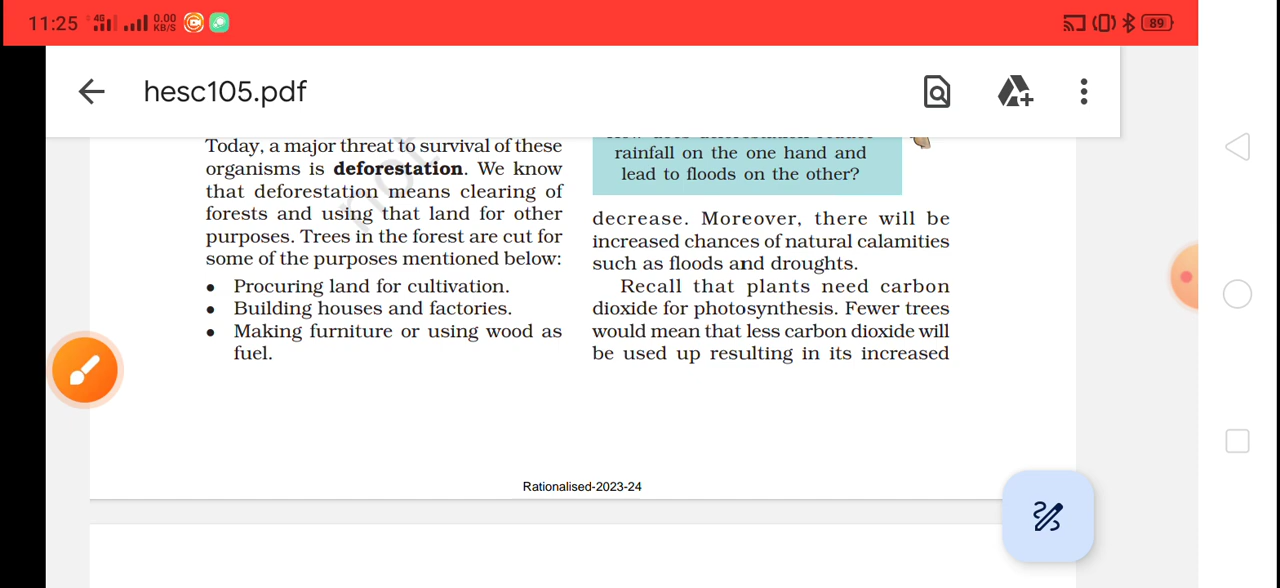 11:25 4G 0.00 KB/S 89
hesc105.pdf
Today, a major threat to survival of these
organisms is deforestation. We know
that deforestation means clearing of
forests and using that land for other
purposes. Trees in the forest are cut for
some of the purposes mentioned below:
• Procuring land for cultivation.
• Building houses and factories.
• Making furniture or using wood as
fuel.
rainfall on the one hand and
lead to floods on the other?
decrease. Moreover, there will be
increased chances of natural calamities
such as floods and droughts.
Recall that plants need carbon
dioxide for photosynthesis. Fewer trees
would mean that less carbon dioxide will
be used up resulting in its increased
Rationalised-2023-24